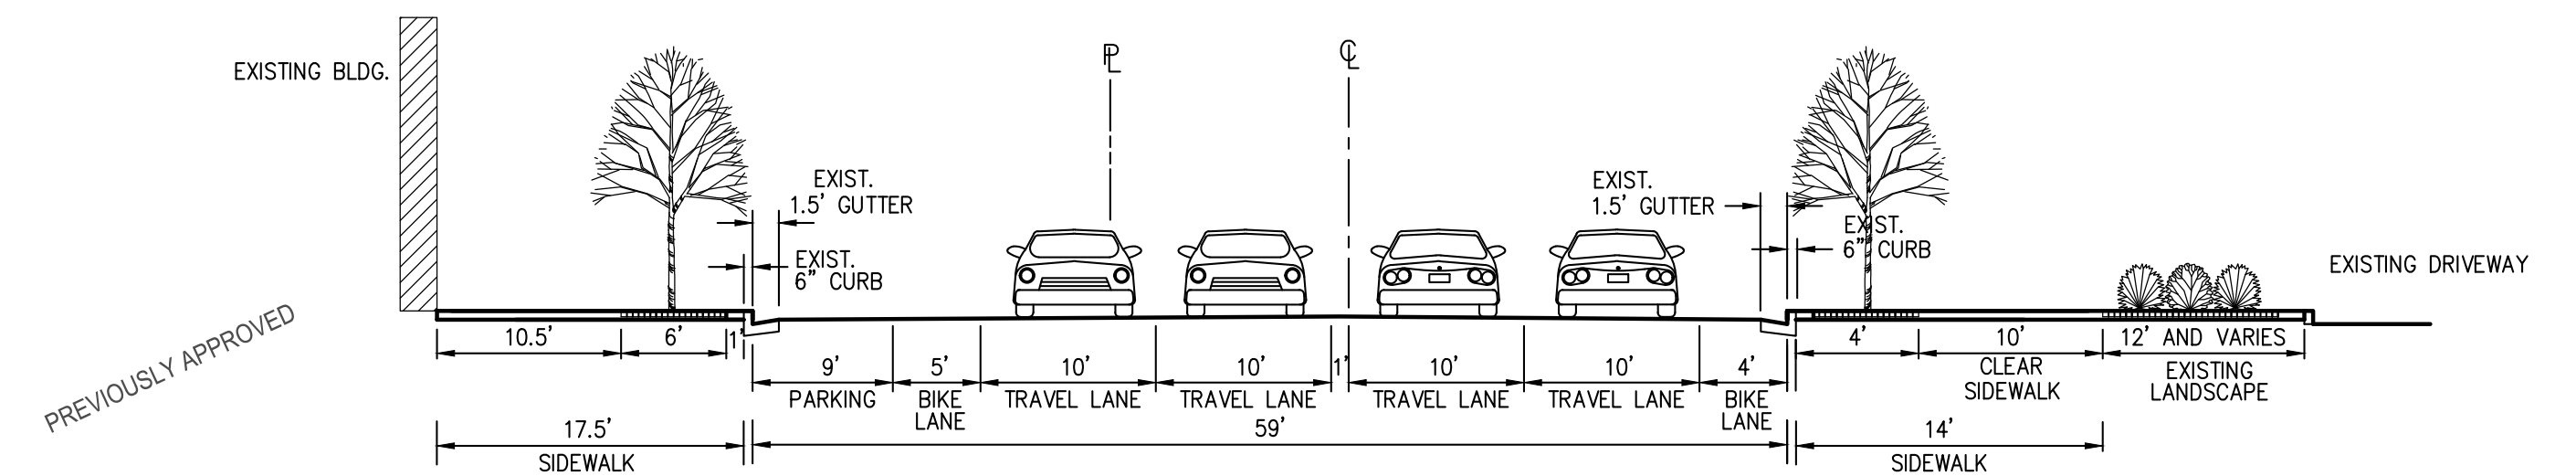 EXISTING BLDG.
PL
CL
EXIST.
1.5' GUTTER
EXIST.
6" CURB
EXIST.
1.5' GUTTER
EXIST.
6" CURB
EXISTING DRIVEWAY
PREVIOUSLY APPROVED
10.5'
6'
1'
4'
10'
CLEAR
SIDEWALK
12' AND VARIES
EXISTING
LANDSCAPE
9'
PARKING
5'
BIKE
LANE
10'
TRAVEL LANE
10'
TRAVEL LANE
1'
10'
TRAVEL LANE
10'
TRAVEL LANE
4'
BIKE
LANE
17.5'
SIDEWALK
59'
14'
SIDEWALK